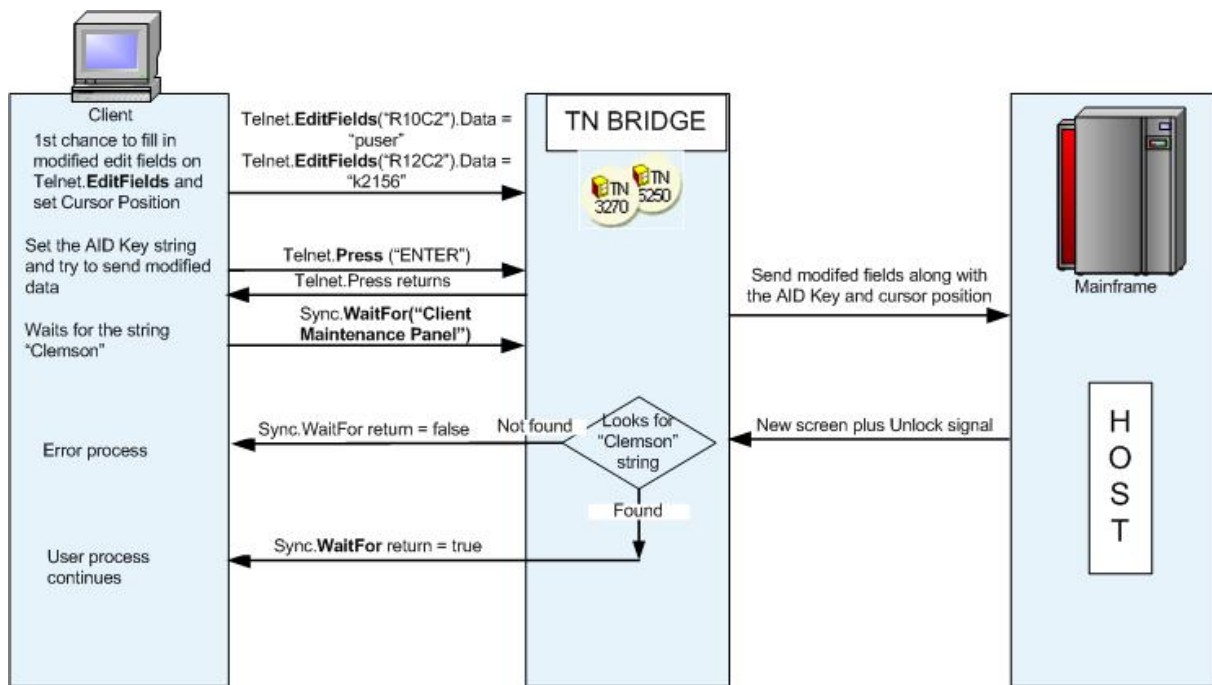 Client
1st chance to fill in
modified edit fields on
Telnet.EditFields and
set Cursor Position
Telnet.EditFields("R10C2").Data =
"puser"
Telnet.EditFields("R12C2").Data =
"k2156"
TN BRIDGE
TN
3270
TN
5250
Mainframe
Set the AID Key string
and try to send modified
data
Telnet.Press ("ENTER")
Telnet.Press returns
Send modifed fields along with
the AID Key and cursor position
Waits for the string
"Clemson"
Sync.WaitFor("Client
Maintenance Panel")
Error process
Sync.WaitFor return = false
Not found
Looks for
"Clemson"
string
New screen plus Unlock signal
H
O
S
T
Found
User process
continues
Sync.WaitFor return = true